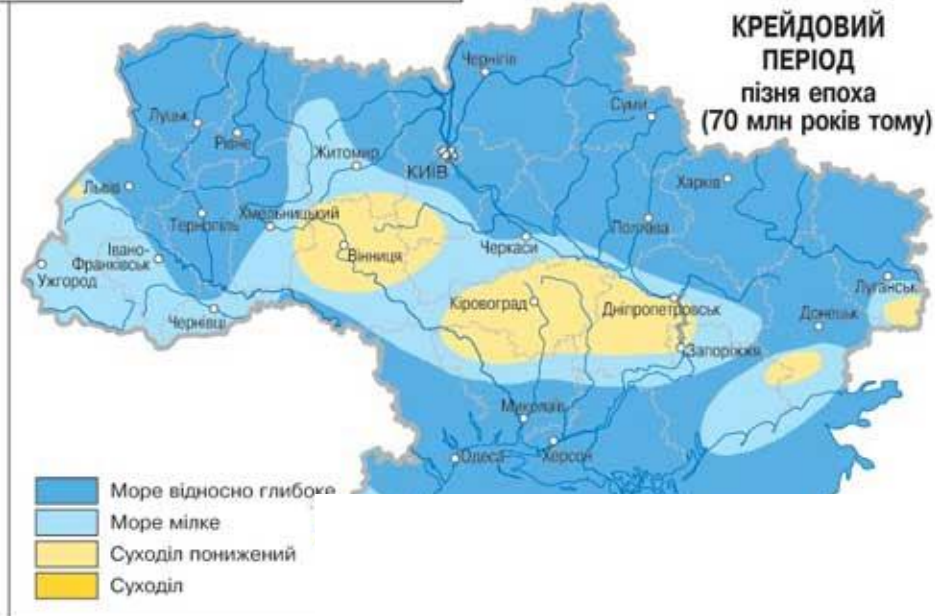 КРЕЙДОВИЙ
ПЕРІОД
пізня епоха
(70 млн років тому)
Чернігів
Луцьк
Рівне
Суми
Житомир
КИЇВ
Львів
Харків
Тернопіль
Хмельницький
Полтава
Івано-
Франківськ
Вінниця
Черкаси
Ужгород
Луганськ
Кіровоград
Дніпропетровськ
Чернівці
Донецьк
Запоріжжя
Миколаїв
Одеса
Херсон
Море відносно глибоке
Море мілке
Суходіл понижений
Суходіл